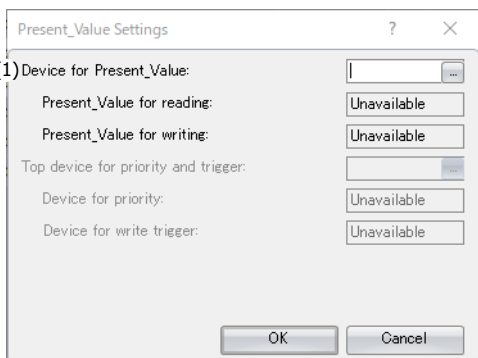 Present_Value Settings ? ×
(1) Device for Present_Value: ...
Present_Value for reading: Unavailable
Present_Value for writing: Unavailable
Top device for priority and trigger: ...
Device for priority: Unavailable
Device for write trigger: Unavailable
OK Cancel